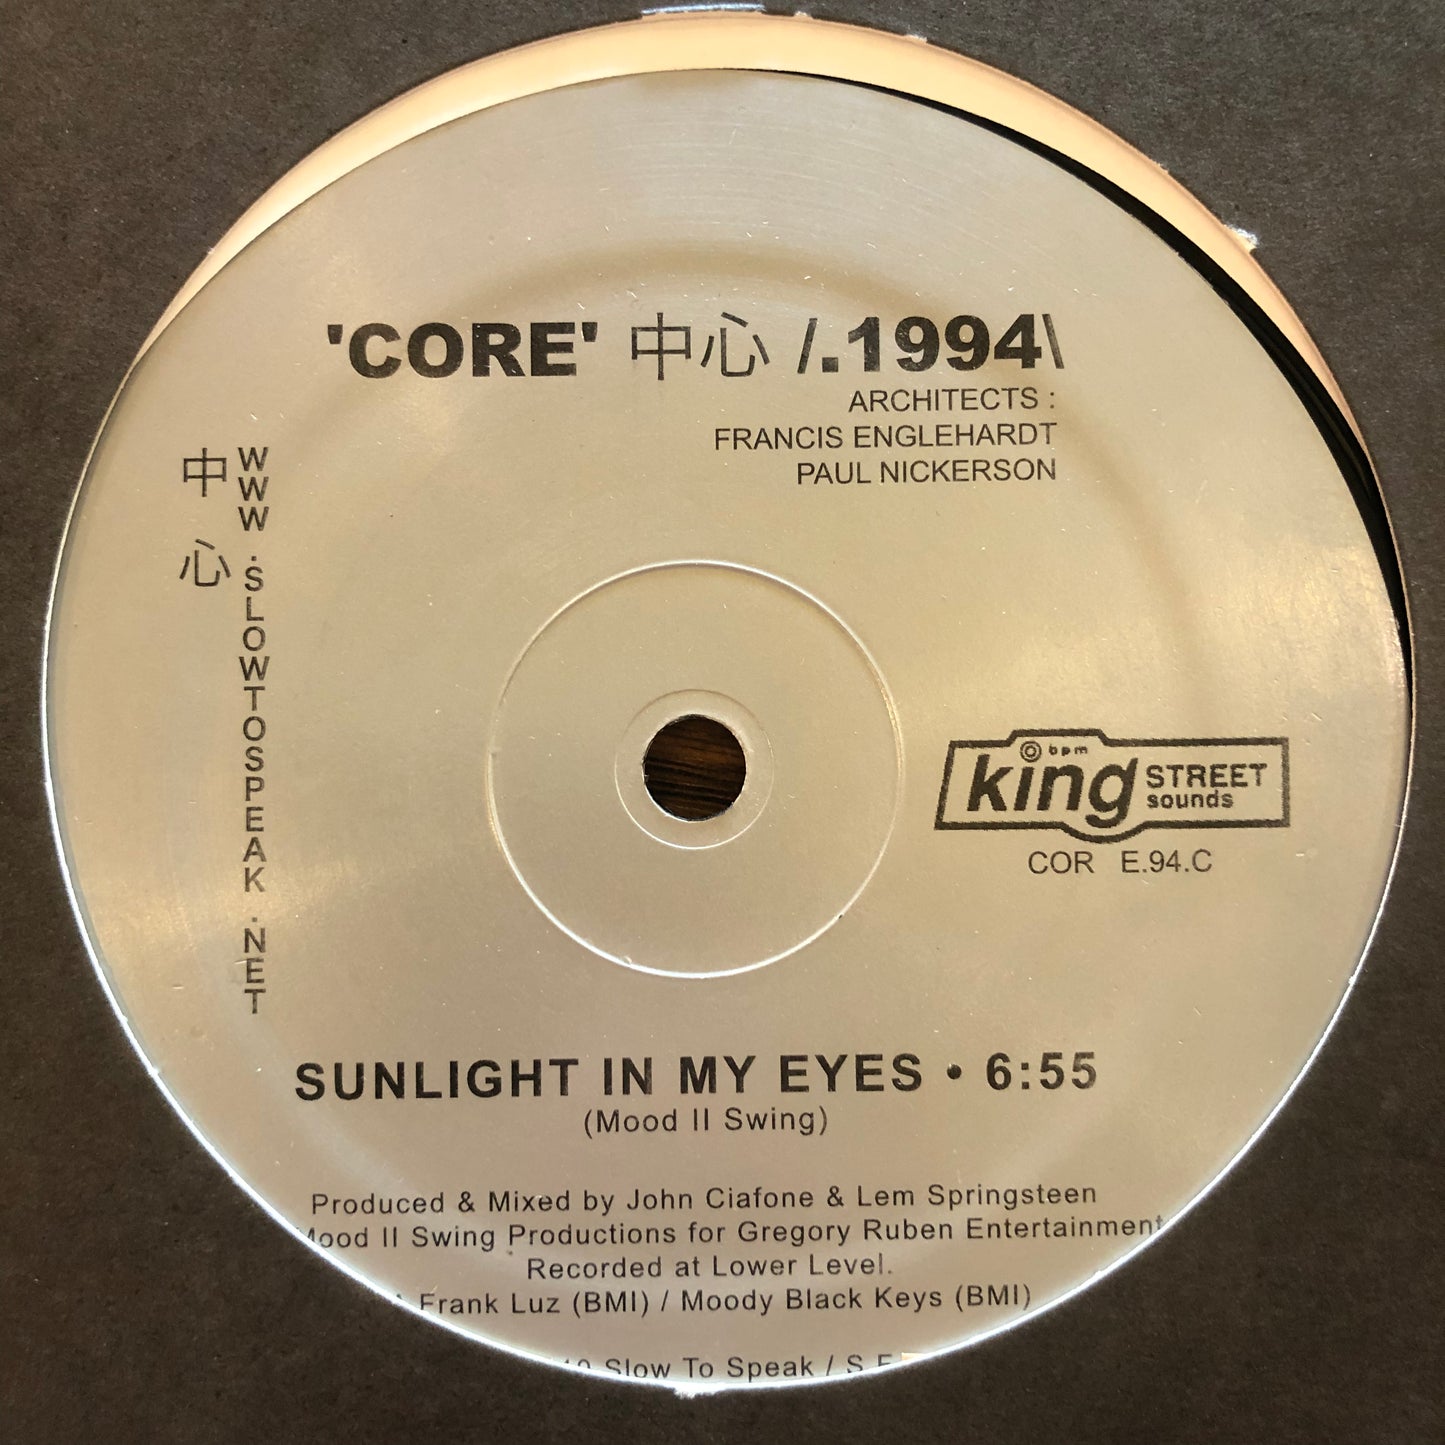 'CORE' 中心 /.1994\
ARCHITECTS :
FRANCIS ENGLEHARDT
PAUL NICKERSON
中心
WWW.SLOWTOSPEAK.NET
bpm
king STREET
sounds
COR E.94.C
SUNLIGHT IN MY EYES • 6:55
(Mood II Swing)
Produced & Mixed by John Ciafone & Lem Springsteen
Mood II Swing Productions for Gregory Ruben Entertainment
Recorded at Lower Level.
Frank Luz (BMI) / Moody Black Keys (BMI)
Slow To Speak / S.F